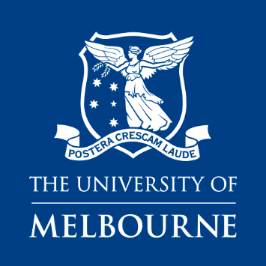 POSTERA CRESCAM LAUDE
THE UNIVERSITY OF
MELBOURNE